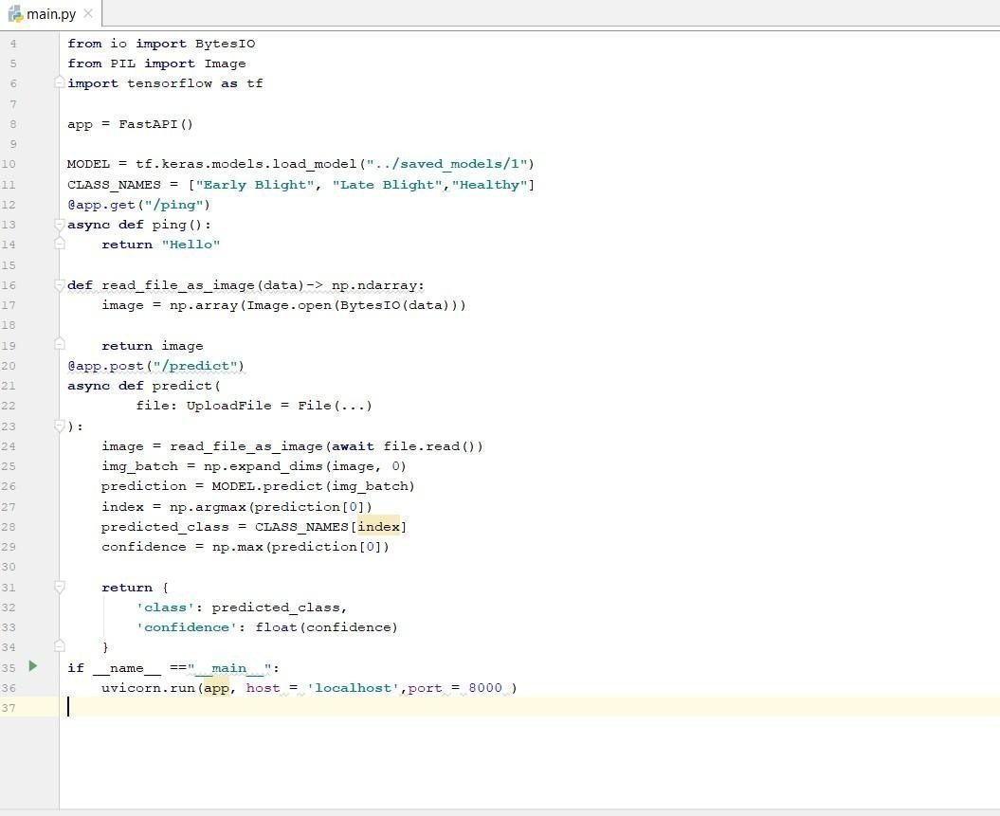 main.py
4 from io import BytesIO
5 from PIL import Image
6 import tensorflow as tf
7
8 app = FastAPI()
9
10 MODEL = tf.keras.models.load_model("../saved_models/1")
11 CLASS_NAMES = ["Early Blight", "Late Blight","Healthy"]
12 @app.get("/ping")
13 async def ping():
14     return "Hello"
15
16 def read_file_as_image(data)-> np.ndarray:
17     image = np.array(Image.open(BytesIO(data)))
18
19     return image
20 @app.post("/predict")
21 async def predict(
22         file: UploadFile = File(...)
23 ):
24     image = read_file_as_image(await file.read())
25     img_batch = np.expand_dims(image, 0)
26     prediction = MODEL.predict(img_batch)
27     index = np.argmax(prediction[0])
28     predicted_class = CLASS_NAMES[index]
29     confidence = np.max(prediction[0])
30
31     return {
32         'class': predicted_class,
33         'confidence': float(confidence)
34     }
35 if __name__ =="__main__":
36     uvicorn.run(app, host = 'localhost',port = 8000 )
37